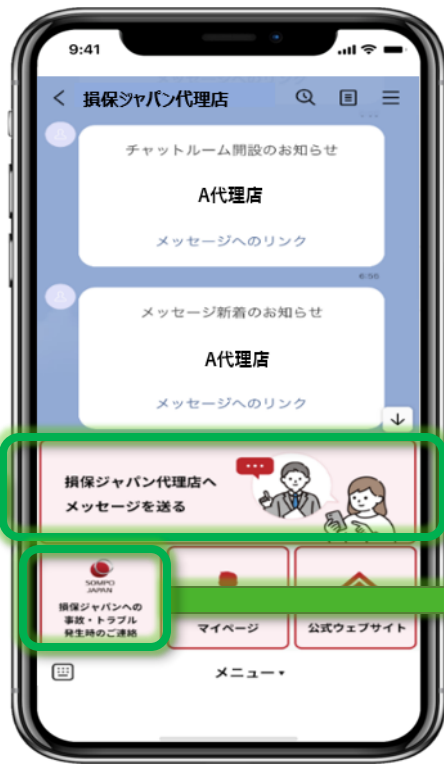 9:41
損保ジャパン代理店
チャットルーム開設のお知らせ
A代理店
メッセージへのリンク
6:50
メッセージ新着のお知らせ
A代理店
メッセージへのリンク
損保ジャパン代理店へ
メッセージを送る
SOMPO
JAPAN
損保ジャパンへの
事故・トラブル
発生時のご連絡
マイページ
公式ウェブサイト
メニュー